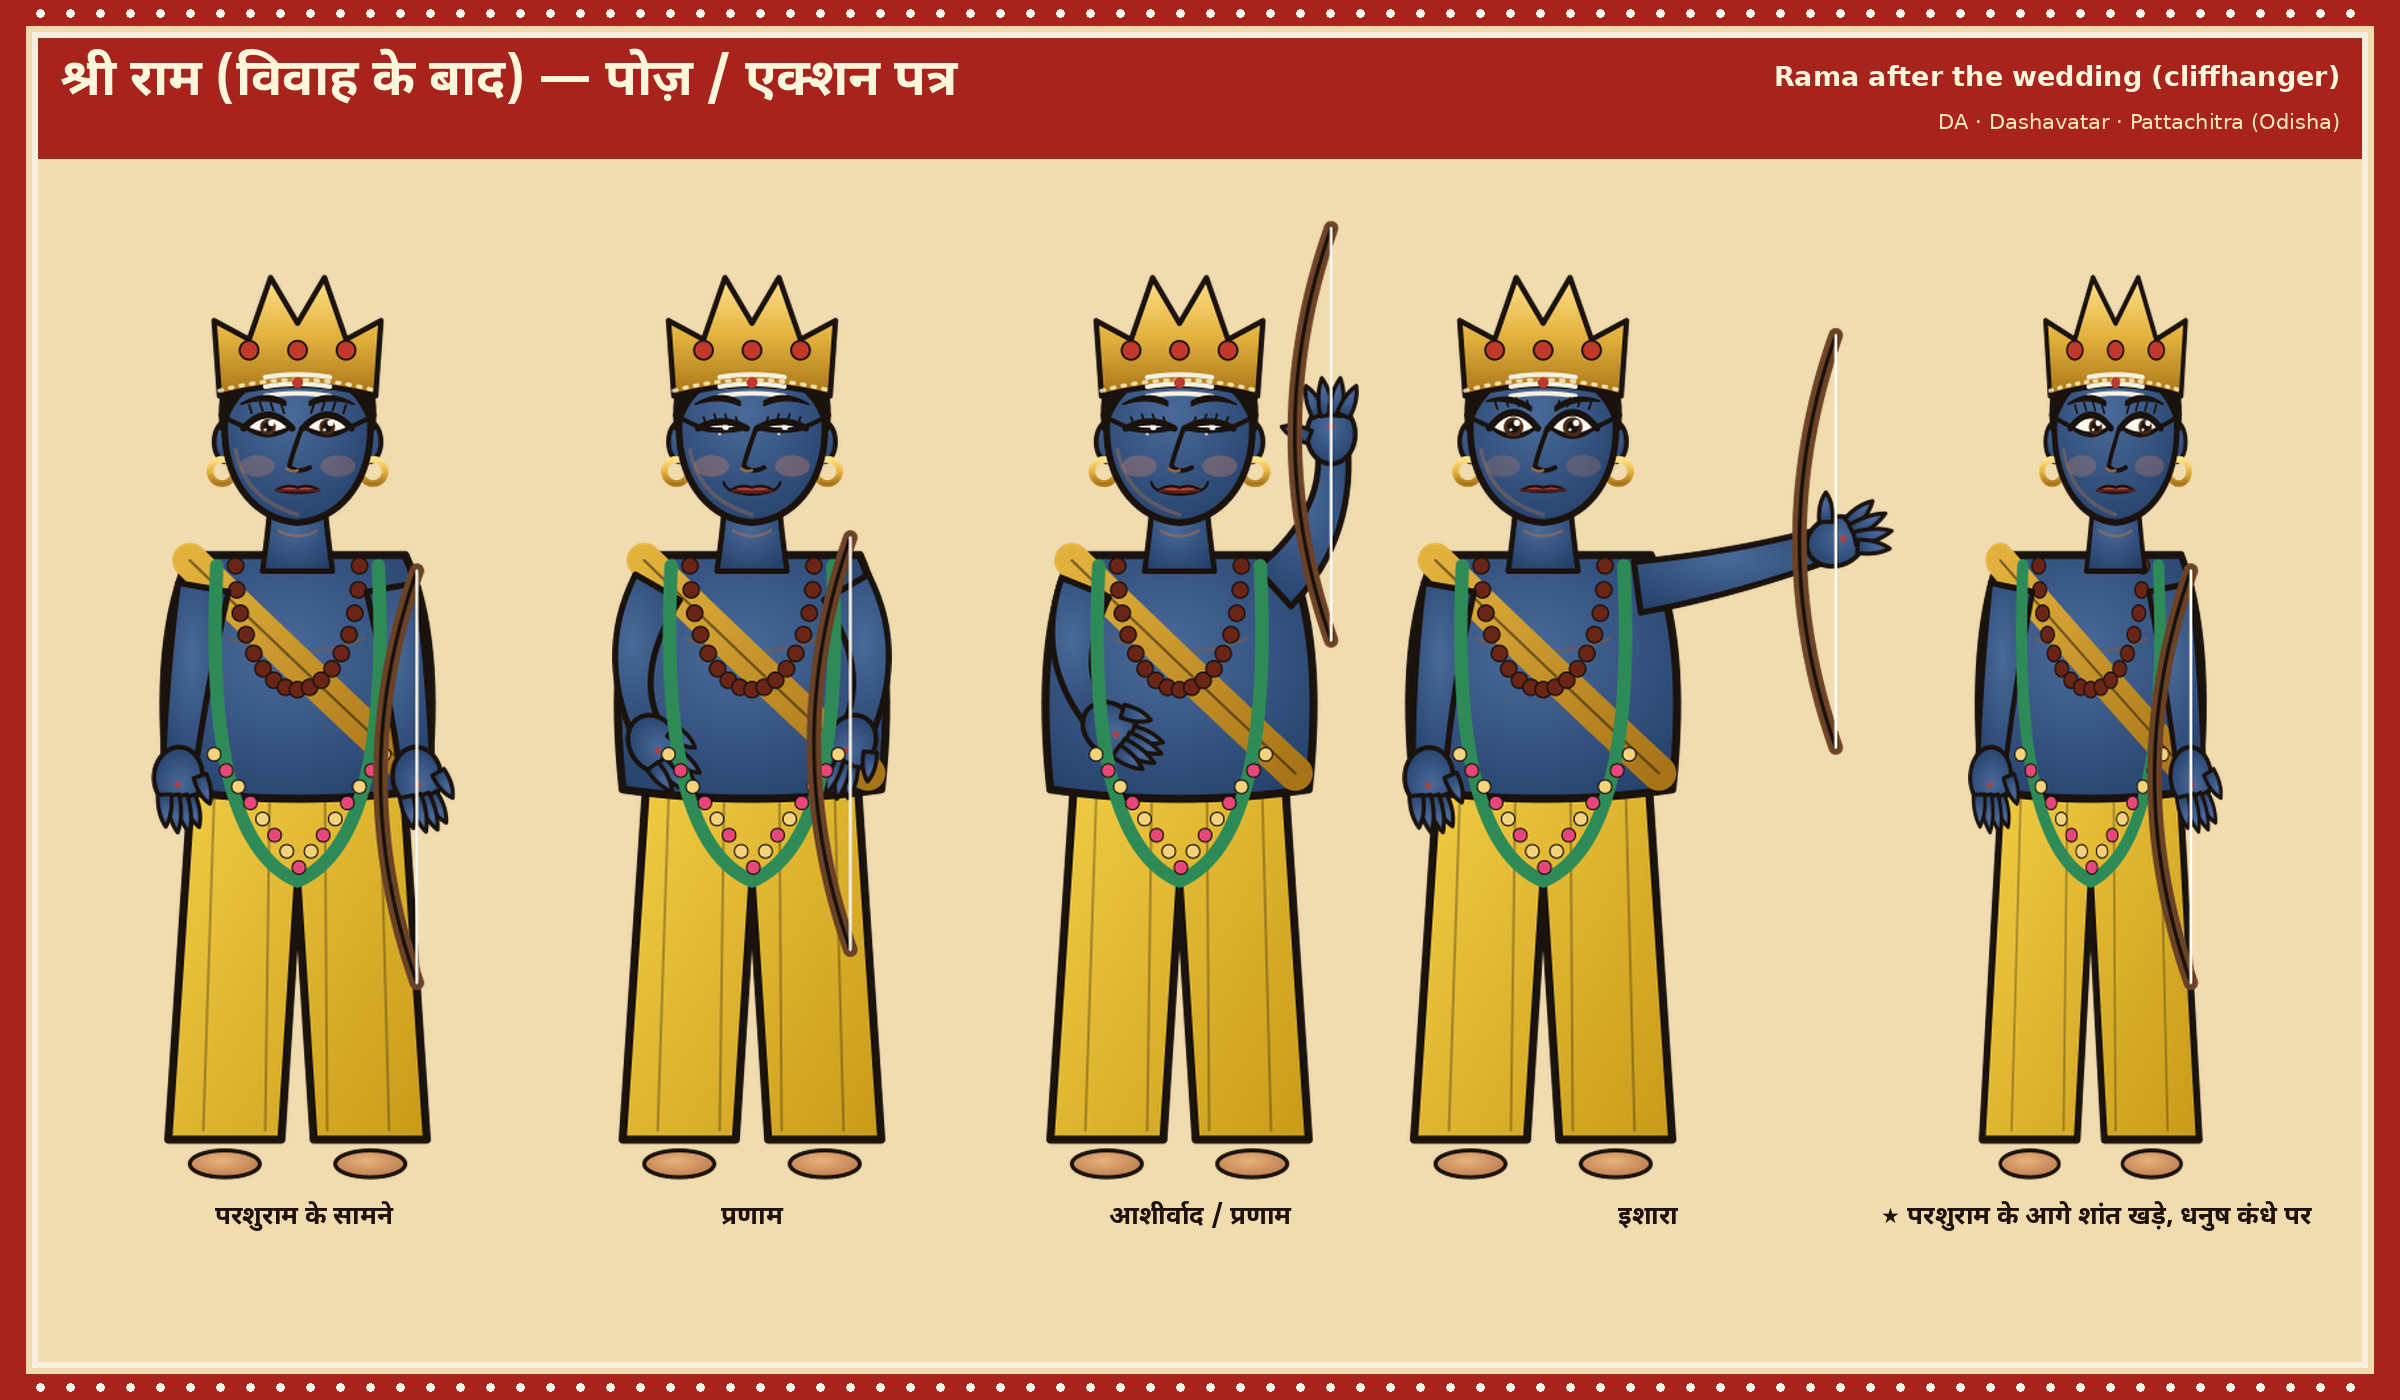 श्री राम (विवाह के बाद) — पोज़ / एक्शन पत्र
Rama after the wedding (cliffhanger)
DA · Dashavatar · Pattachitra (Odisha)
परशुराम के सामने
प्रणाम
आशीर्वाद / प्रणाम
इशारा
★ परशुराम के आगे शांत खड़े, धनुष कंधे पर